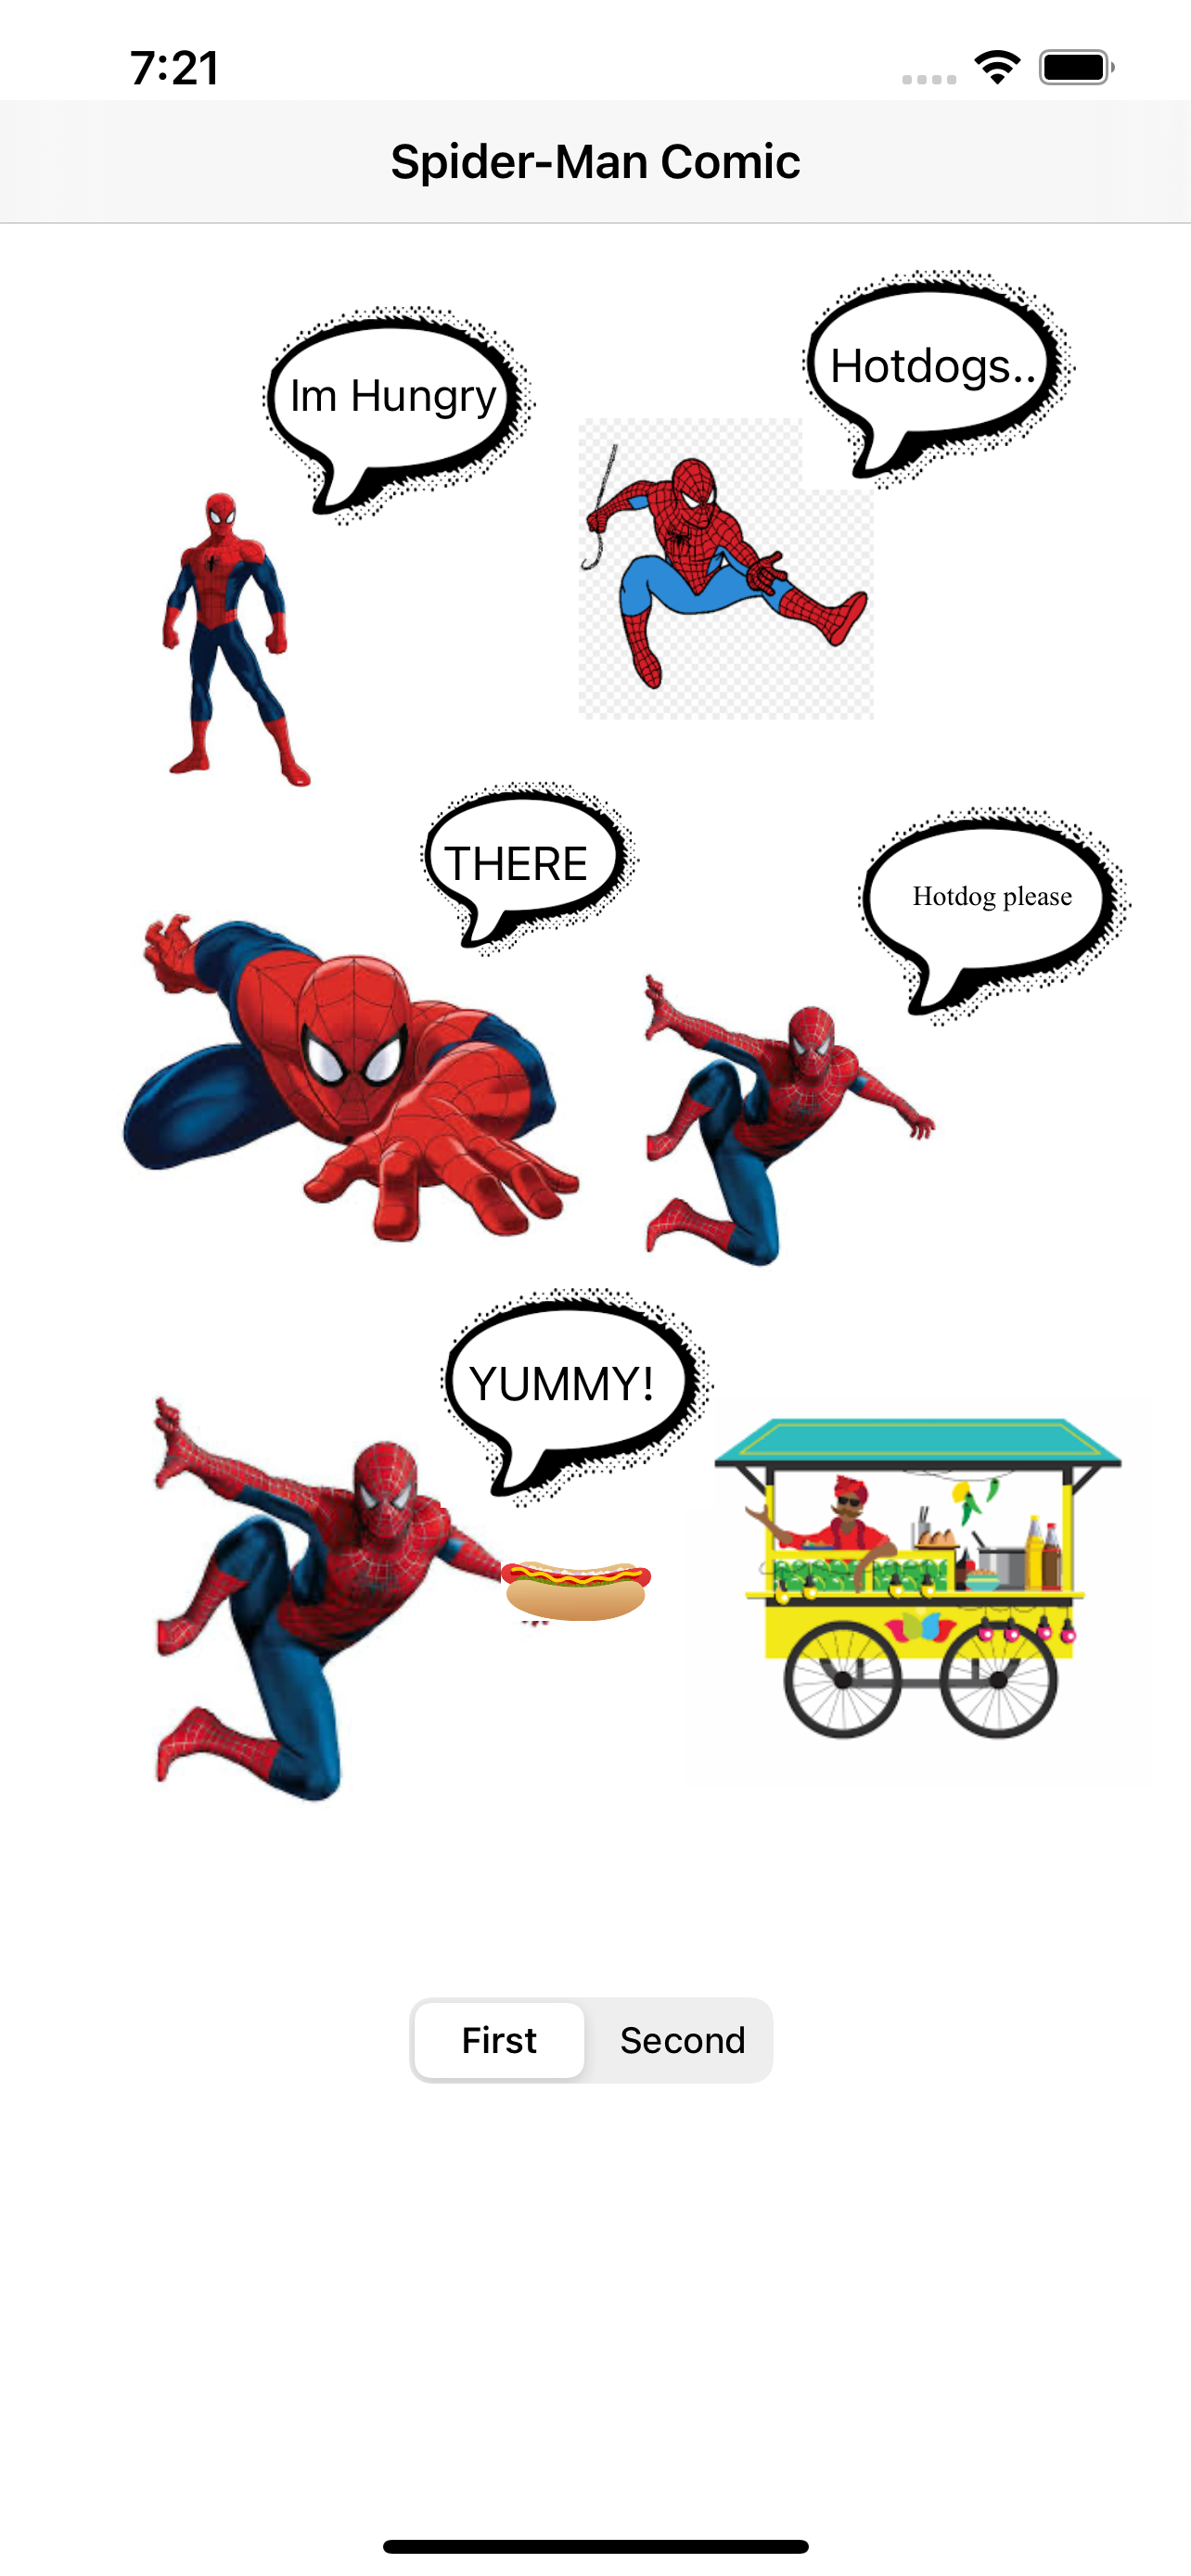 7:21
Spider-Man Comic
Im Hungry
Hotdogs..
THERE
Hotdog please
YUMMY!
First
Second